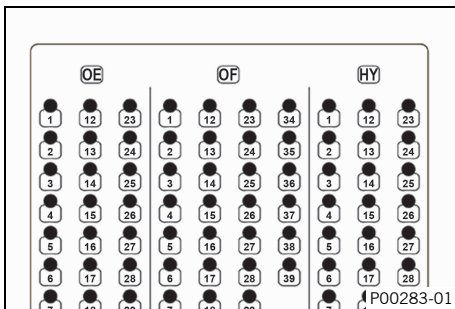 OE OF HY
1 12 23 1 12 23 34 1 12 23
2 13 24 2 13 24 35 2 13 24
3 14 25 3 14 25 36 3 14 25
4 15 26 4 15 26 37 4 15 26
5 16 27 5 16 27 38 5 16 27
6 17 28 6 17 28 39 6 17 28
P00283-01